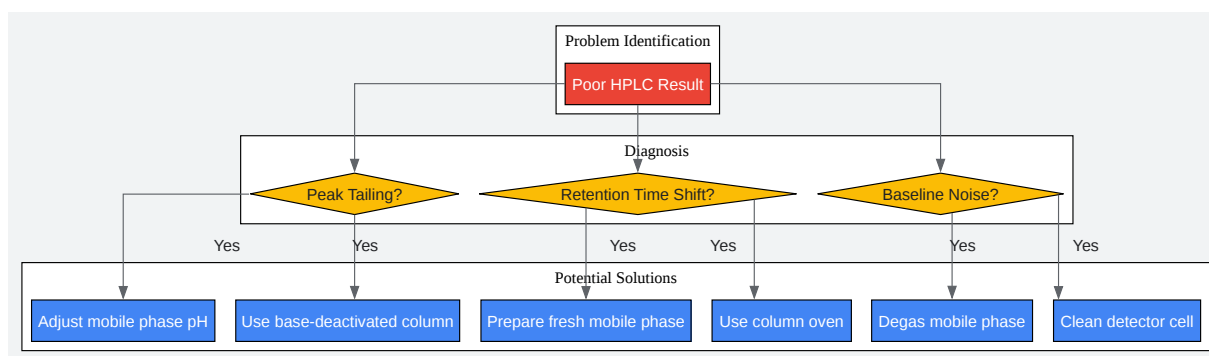 Problem Identification
Poor HPLC Result
Diagnosis
Peak Tailing?
Retention Time Shift?
Baseline Noise?
Yes
Yes
Yes
Yes
Yes
Yes
Potential Solutions
Adjust mobile phase pH
Use base-deactivated column
Prepare fresh mobile phase
Use column oven
Degas mobile phase
Clean detector cell